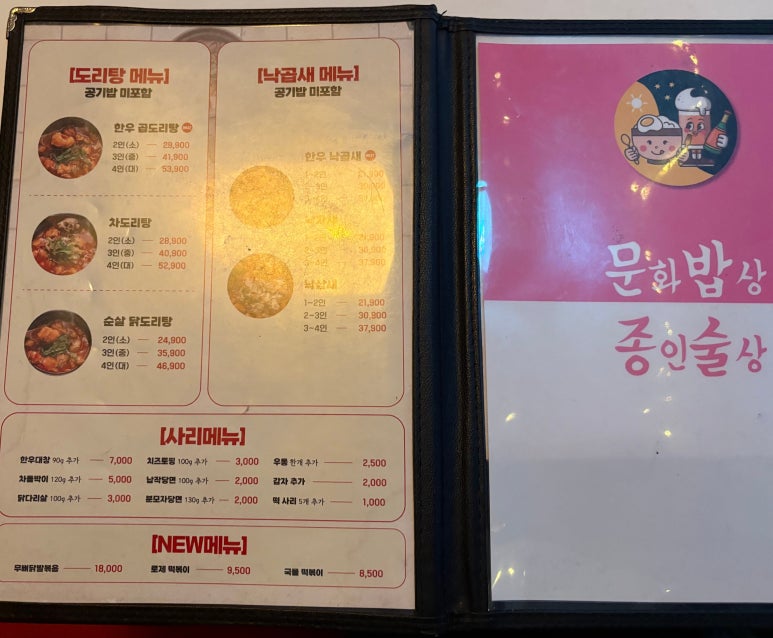 [도리탕 메뉴]
공기밥 미포함
한우 곱도리탕
2인(소) — 29,900
3인(중) — 41,900
4인(대) — 53,900
차도리탕
2인(소) — 28,900
3인(중) — 40,900
4인(대) — 52,900
순살 닭도리탕
2인(소) — 24,900
3인(중) — 35,900
4인(대) — 46,900
[낙곱새 메뉴]
공기밥 미포함
한우 낙곱새
1-2인
2-3인
37,900
1-2인 — 21,900
2-3인 — 30,900
3-4인 — 37,900
[사리메뉴]
한우대창 90g 추가 — 7,000
치즈토핑 100g 추가 — 3,000
우동 한개 추가 — 2,500
차돌박이 120g 추가 — 5,000
납작당면 100g 추가 — 2,000
감자 추가 — 2,000
닭다리살 100g 추가 — 3,000
분모자당면 130g 추가 — 2,000
떡 사리 5개 추가 — 1,000
[NEW메뉴]
무뼈닭발볶음 — 18,000
로제 떡볶이 — 9,500
국물 떡볶이 — 8,500
문화밥상
종인술상